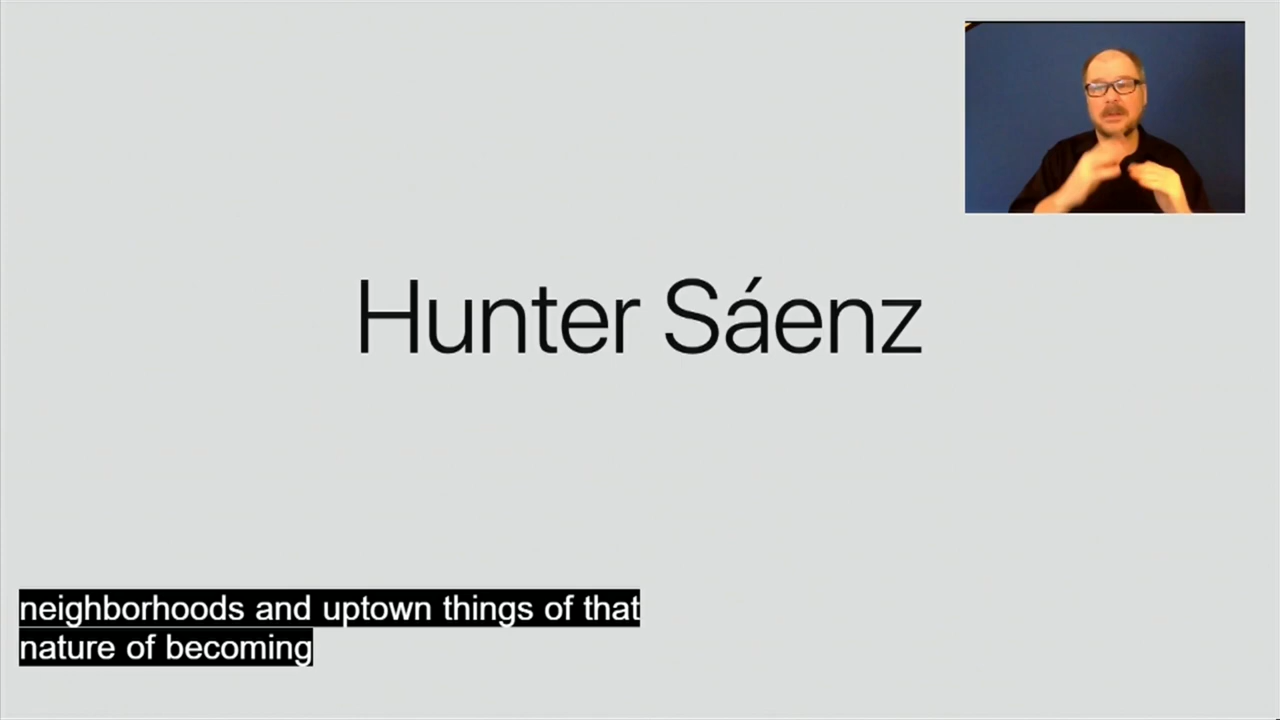 Hunter Sáenz
neighborhoods and uptown things of that
nature of becoming